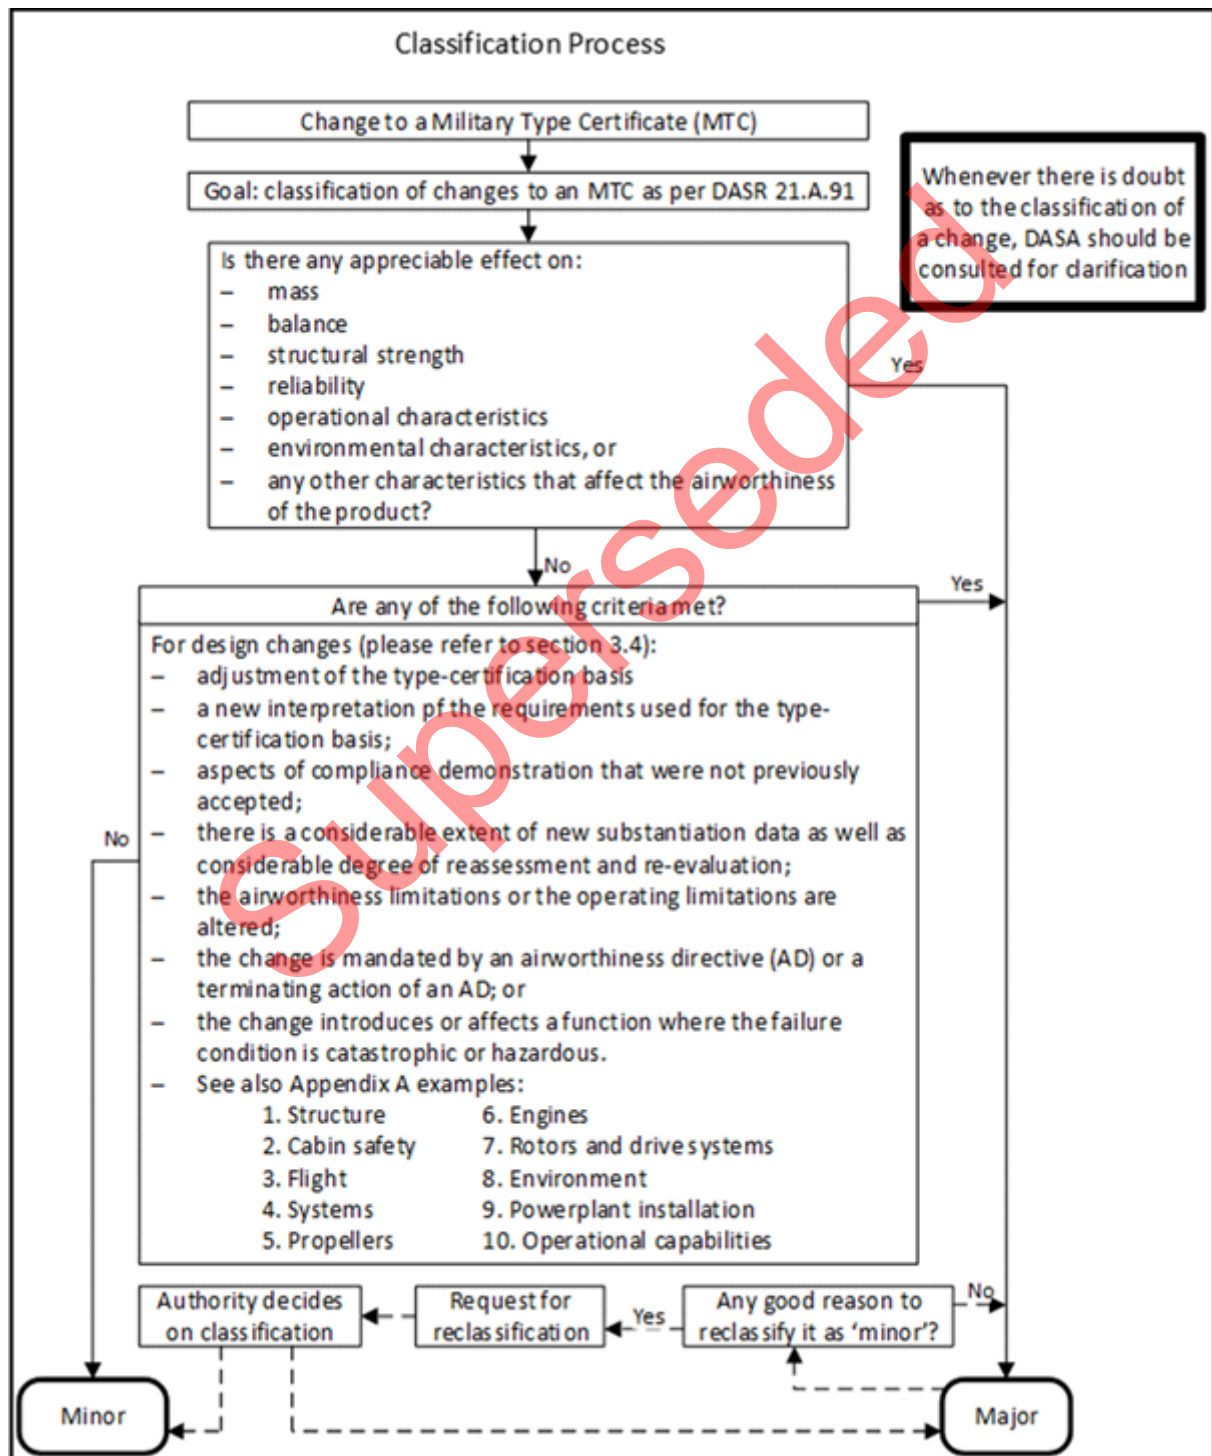 Classification Process
Change to a Military Type Certificate (MTC)
Goal: classification of changes to an MTC as per DASR 21.A.91
Whenever there is doubt
as to the classification of
a change, DASA should be
consulted for clarification
Is there any appreciable effect on:
– mass
– balance
– structural strength
– reliability
– operational characteristics
– environmental characteristics, or
– any other characteristics that affect the airworthiness
of the product?
Yes
No
Are any of the following criteria met?
Yes
For design changes (please refer to section 3.4):
– adjustment of the type-certification basis
– a new interpretation pf the requirements used for the type-
certification basis;
– aspects of compliance demonstration that were not previously
accepted;
– there is a considerable extent of new substantiation data as well as
considerable degree of reassessment and re-evaluation;
– the airworthiness limitations or the operating limitations are
altered;
– the change is mandated by an airworthiness directive (AD) or a
terminating action of an AD; or
– the change introduces or affects a function where the failure
condition is catastrophic or hazardous.
– See also Appendix A examples:
1. Structure
2. Cabin safety
3. Flight
4. Systems
5. Propellers
6. Engines
7. Rotors and drive systems
8. Environment
9. Powerplant installation
10. Operational capabilities
No
Authority decides
on classification
Request for
reclassification
Yes
Any good reason to
reclassify it as ‘minor’?
No
Minor
Major
Superseded